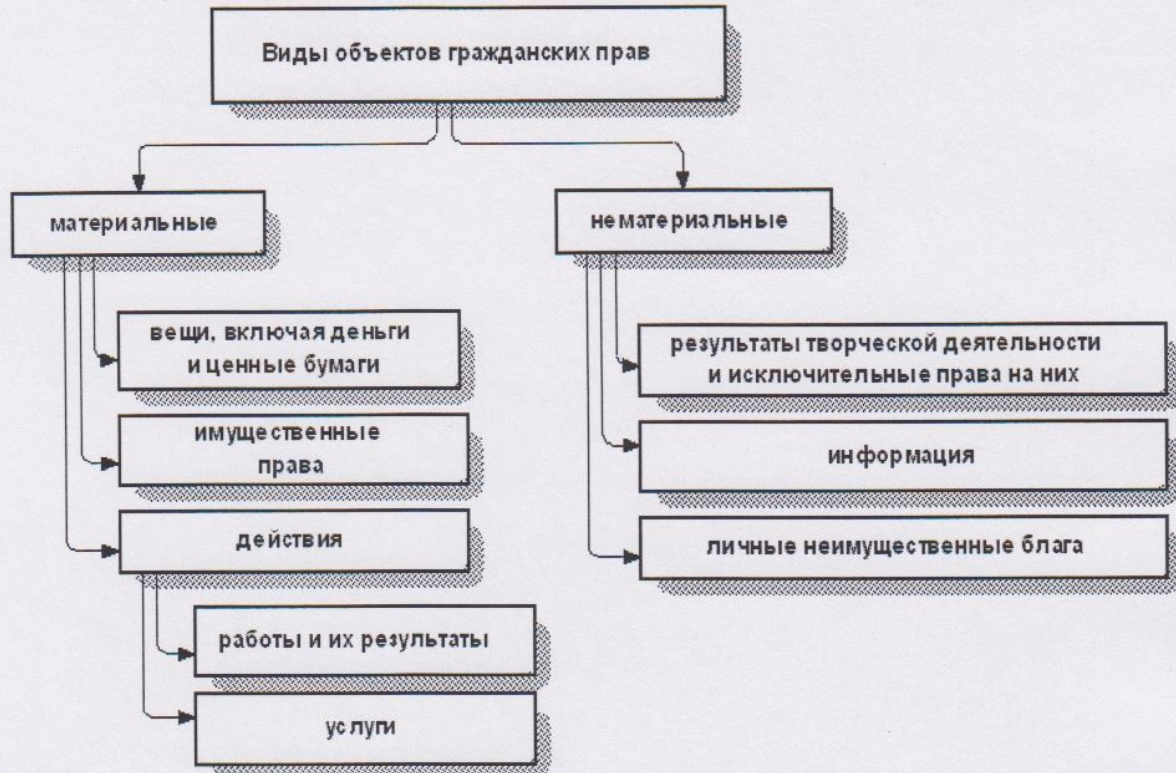 Виды объектов гражданских прав
материальные
вещи, включая деньги
и ценные бумаги
имущественные
права
действия
работы и их результаты
услуги
нематериальные
результаты творческой деятельности
и исключительные права на них
информация
личные неимущественные блага